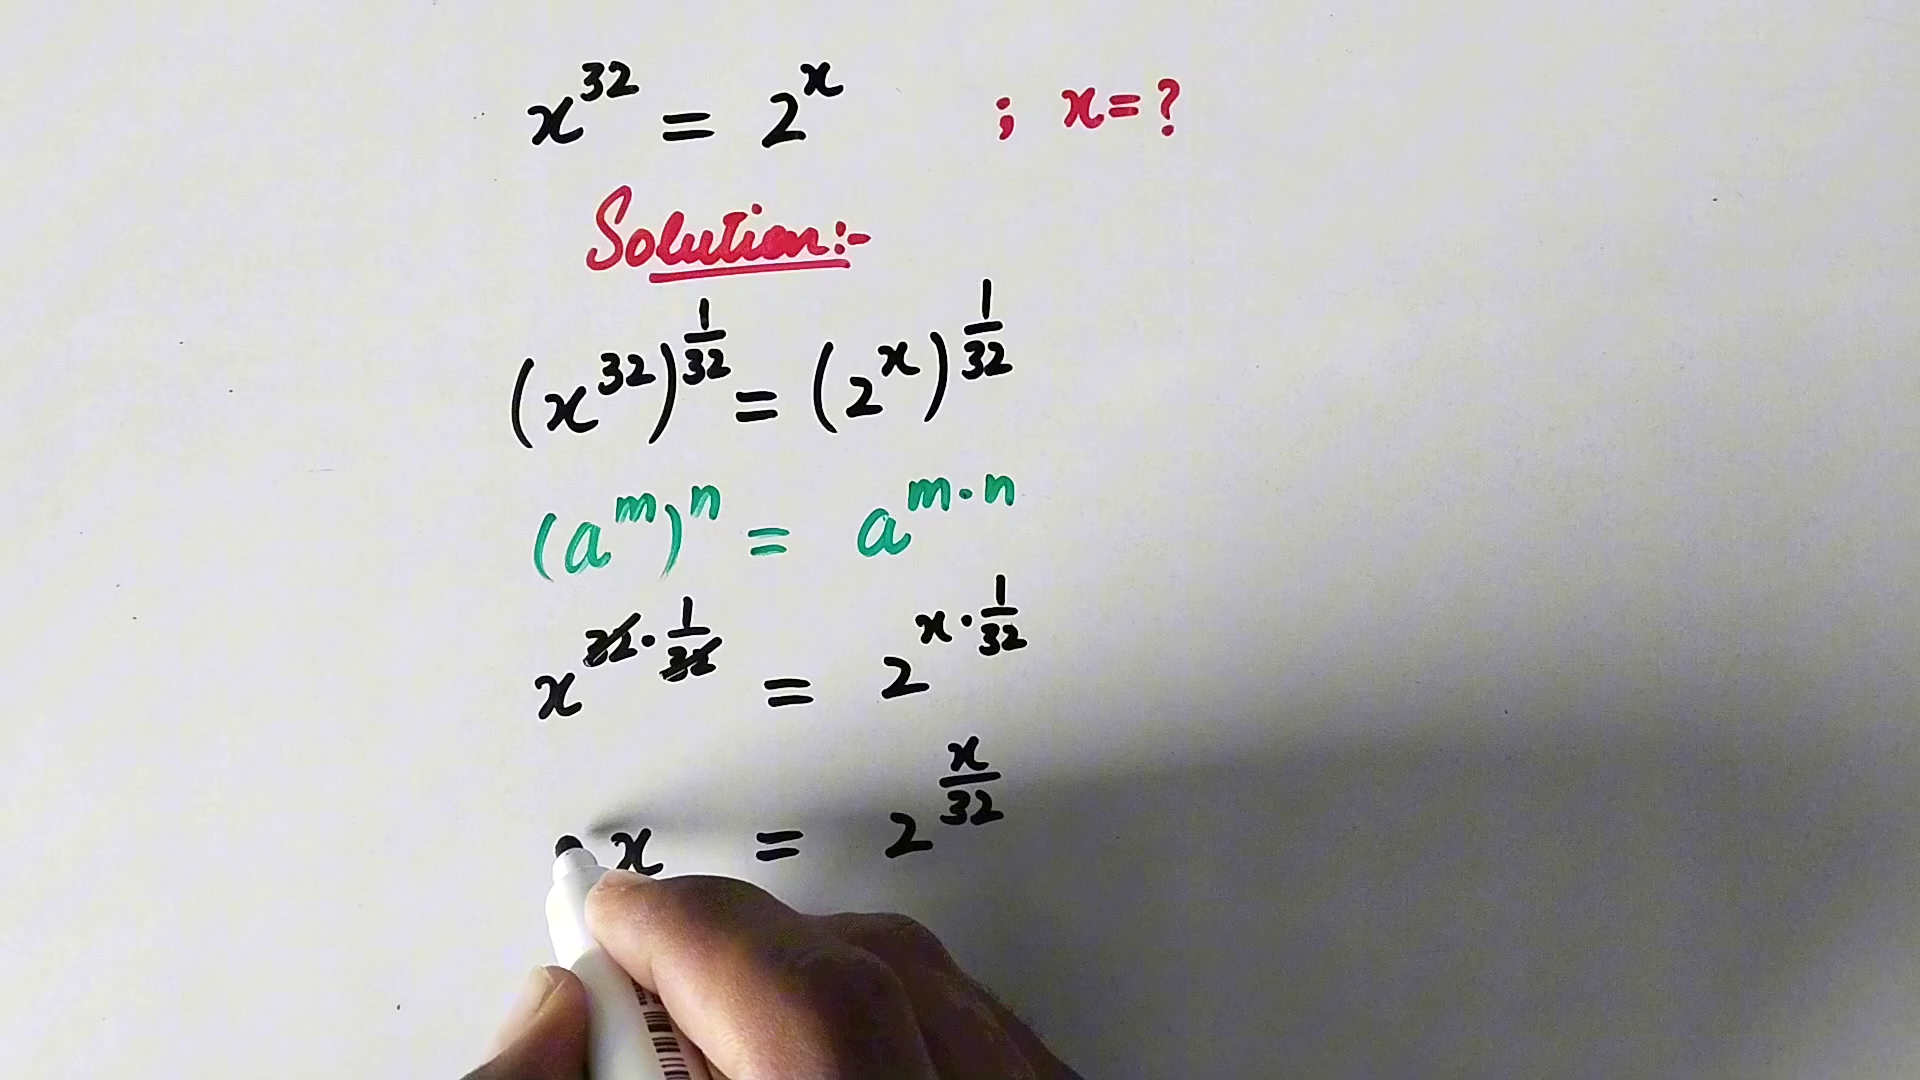 x^32 = 2^x ; x = ?
Solution:-
(x^32)^(1/32) = (2^x)^(1/32)
(a^m)^n = a^(m·n)
x^(32·1/32) = 2^(x·1/32)
x = 2^(x/32)